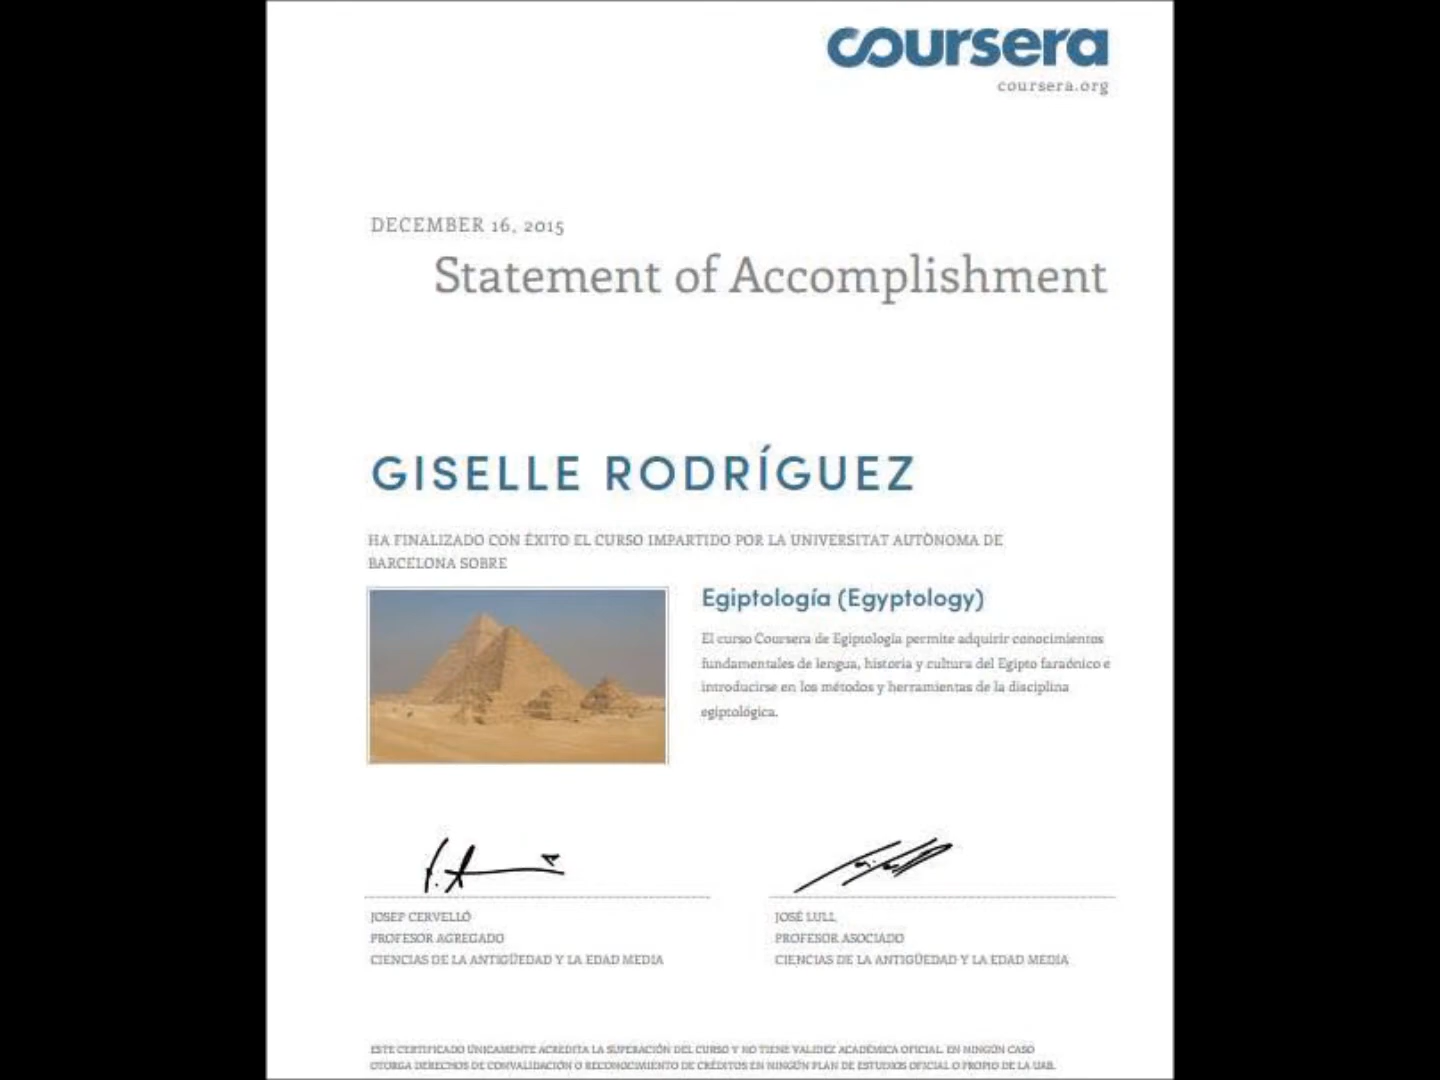 coursera
coursera.org
DECEMBER 16, 2015
Statement of Accomplishment
GISELLE RODRÍGUEZ
HA FINALIZADO CON ÉXITO EL CURSO IMPARTIDO POR LA UNIVERSITAT AUTÒNOMA DE
BARCELONA SOBRE
Egiptología (Egyptology)
El curso Coursera de Egiptología permite adquirir conocimientos
fundamentales de lengua, historia y cultura del Egipto faraónico e
introducirse en los métodos y herramientas de la disciplina
egiptológica.
JOSEP CERVELLÓ
PROFESOR AGREGADO
CIENCIAS DE LA ANTIGÜEDAD Y LA EDAD MEDIA
JOSÉ LULL
PROFESOR ASOCIADO
CIENCIAS DE LA ANTIGÜEDAD Y LA EDAD MEDIA
ESTE CERTIFICADO ÚNICAMENTE ACREDITA LA SUPERACIÓN DEL CURSO Y NO TIENE VALIDEZ ACADÉMICA OFICIAL. EN NINGÚN CASO
OTORGA DERECHOS DE CONVALIDACIÓN O RECONOCIMIENTO DE CRÉDITOS EN NINGÚN PLAN DE ESTUDIOS OFICIAL O PROPIO DE LA UAB.